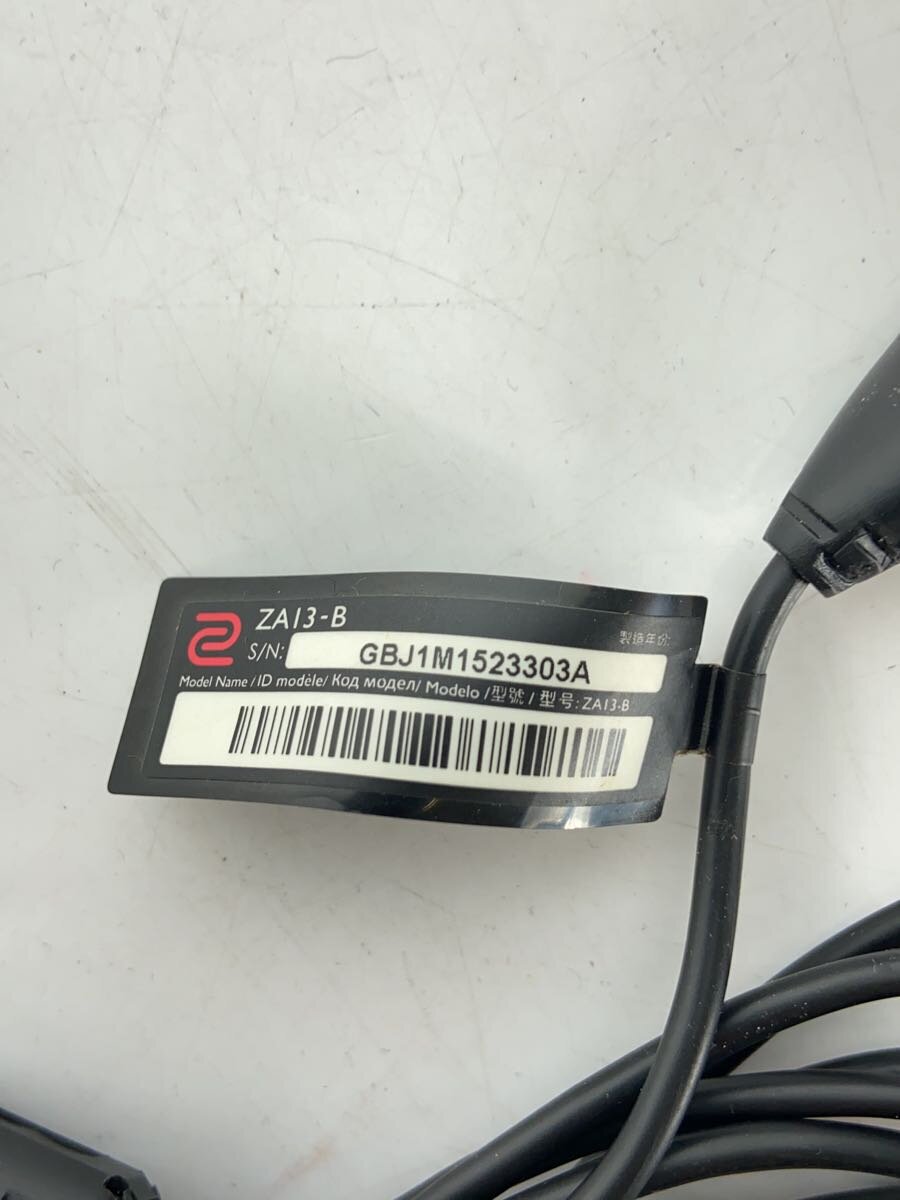 ZA13-B
製造年份:
S/N: GBJ1M1523303A
Model Name / ID modèle/ Код модел/ Modelo /型號 / 型号: ZA13-B